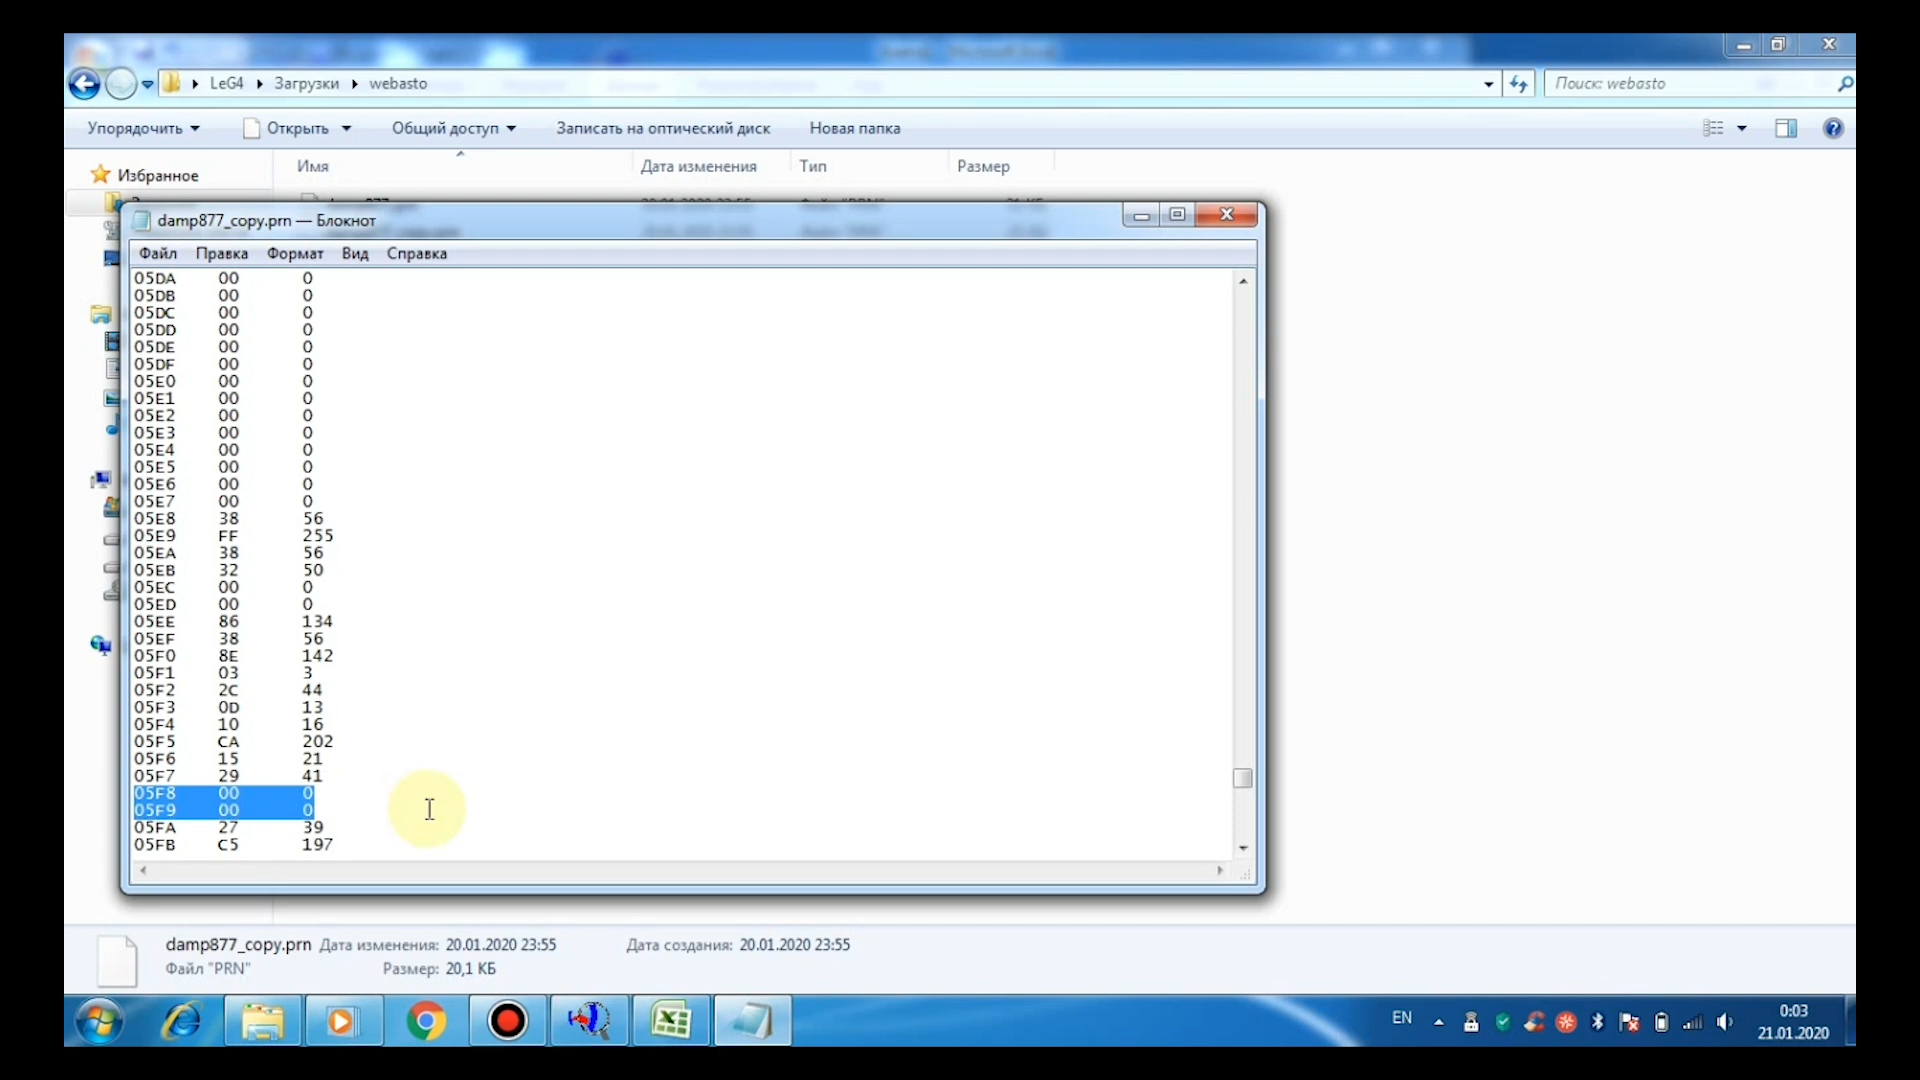 LeG4 Загрузки webasto
Поиск: webasto
Упорядочить Открыть Общий доступ Записать на оптический диск Новая папка
Избранное
Имя Дата изменения Тип Размер
damp877_copy.prn — Блокнот
Файл Правка Формат Вид Справка
05DA 00 0
05DB 00 0
05DC 00 0
05DD 00 0
05DE 00 0
05DF 00 0
05E0 00 0
05E1 00 0
05E2 00 0
05E3 00 0
05E4 00 0
05E5 00 0
05E6 00 0
05E7 00 0
05E8 38 56
05E9 FF 255
05EA 38 56
05EB 32 50
05EC 00 0
05ED 00 0
05EE 86 134
05EF 38 56
05F0 8E 142
05F1 03 3
05F2 2C 44
05F3 0D 13
05F4 10 16
05F5 CA 202
05F6 15 21
05F7 29 41
05F8 00 0
05F9 00 0
05FA 27 39
05FB C5 197
damp877_copy.prn Дата изменения: 20.01.2020 23:55 Дата создания: 20.01.2020 23:55
Файл "PRN" Размер: 20,1 КБ
EN
0:03
21.01.2020